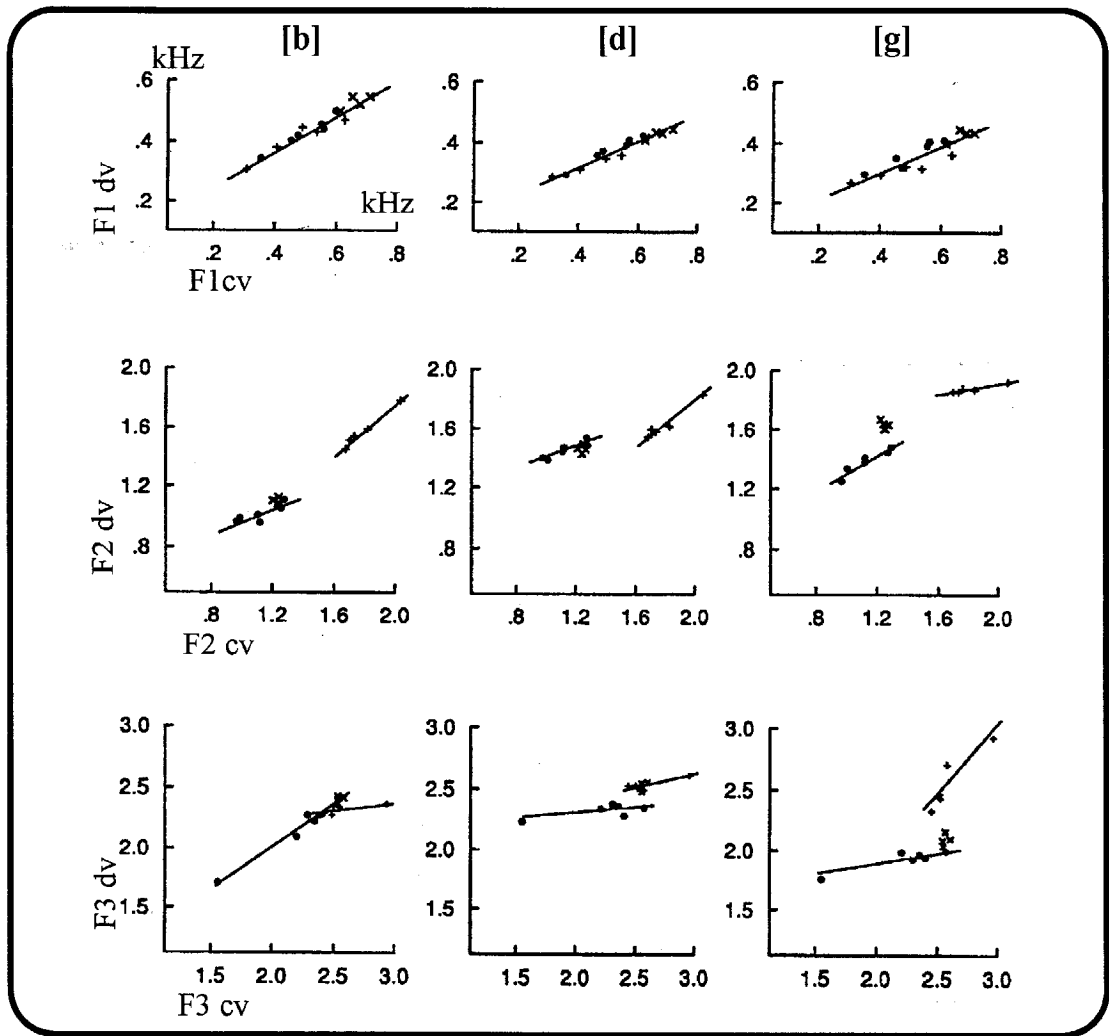 [b] [d] [g]
kHz
.6 .6 .6
.4 .4 .4
.2 .2 .2
F1 dv
kHz
.2 .4 .6 .8 .2 .4 .6 .8 .2 .4 .6 .8
F1cv
2.0 2.0 2.0
1.6 1.6 1.6
1.2 1.2 1.2
.8 .8 .8
F2 dv
.8 1.2 1.6 2.0 .8 1.2 1.6 2.0 .8 1.2 1.6 2.0
F2 cv
3.0 3.0 3.0
2.5 2.5 2.5
2.0 2.0 2.0
1.5 1.5 1.5
F3 dv
1.5 2.0 2.5 3.0 1.5 2.0 2.5 3.0 1.5 2.0 2.5 3.0
F3 cv